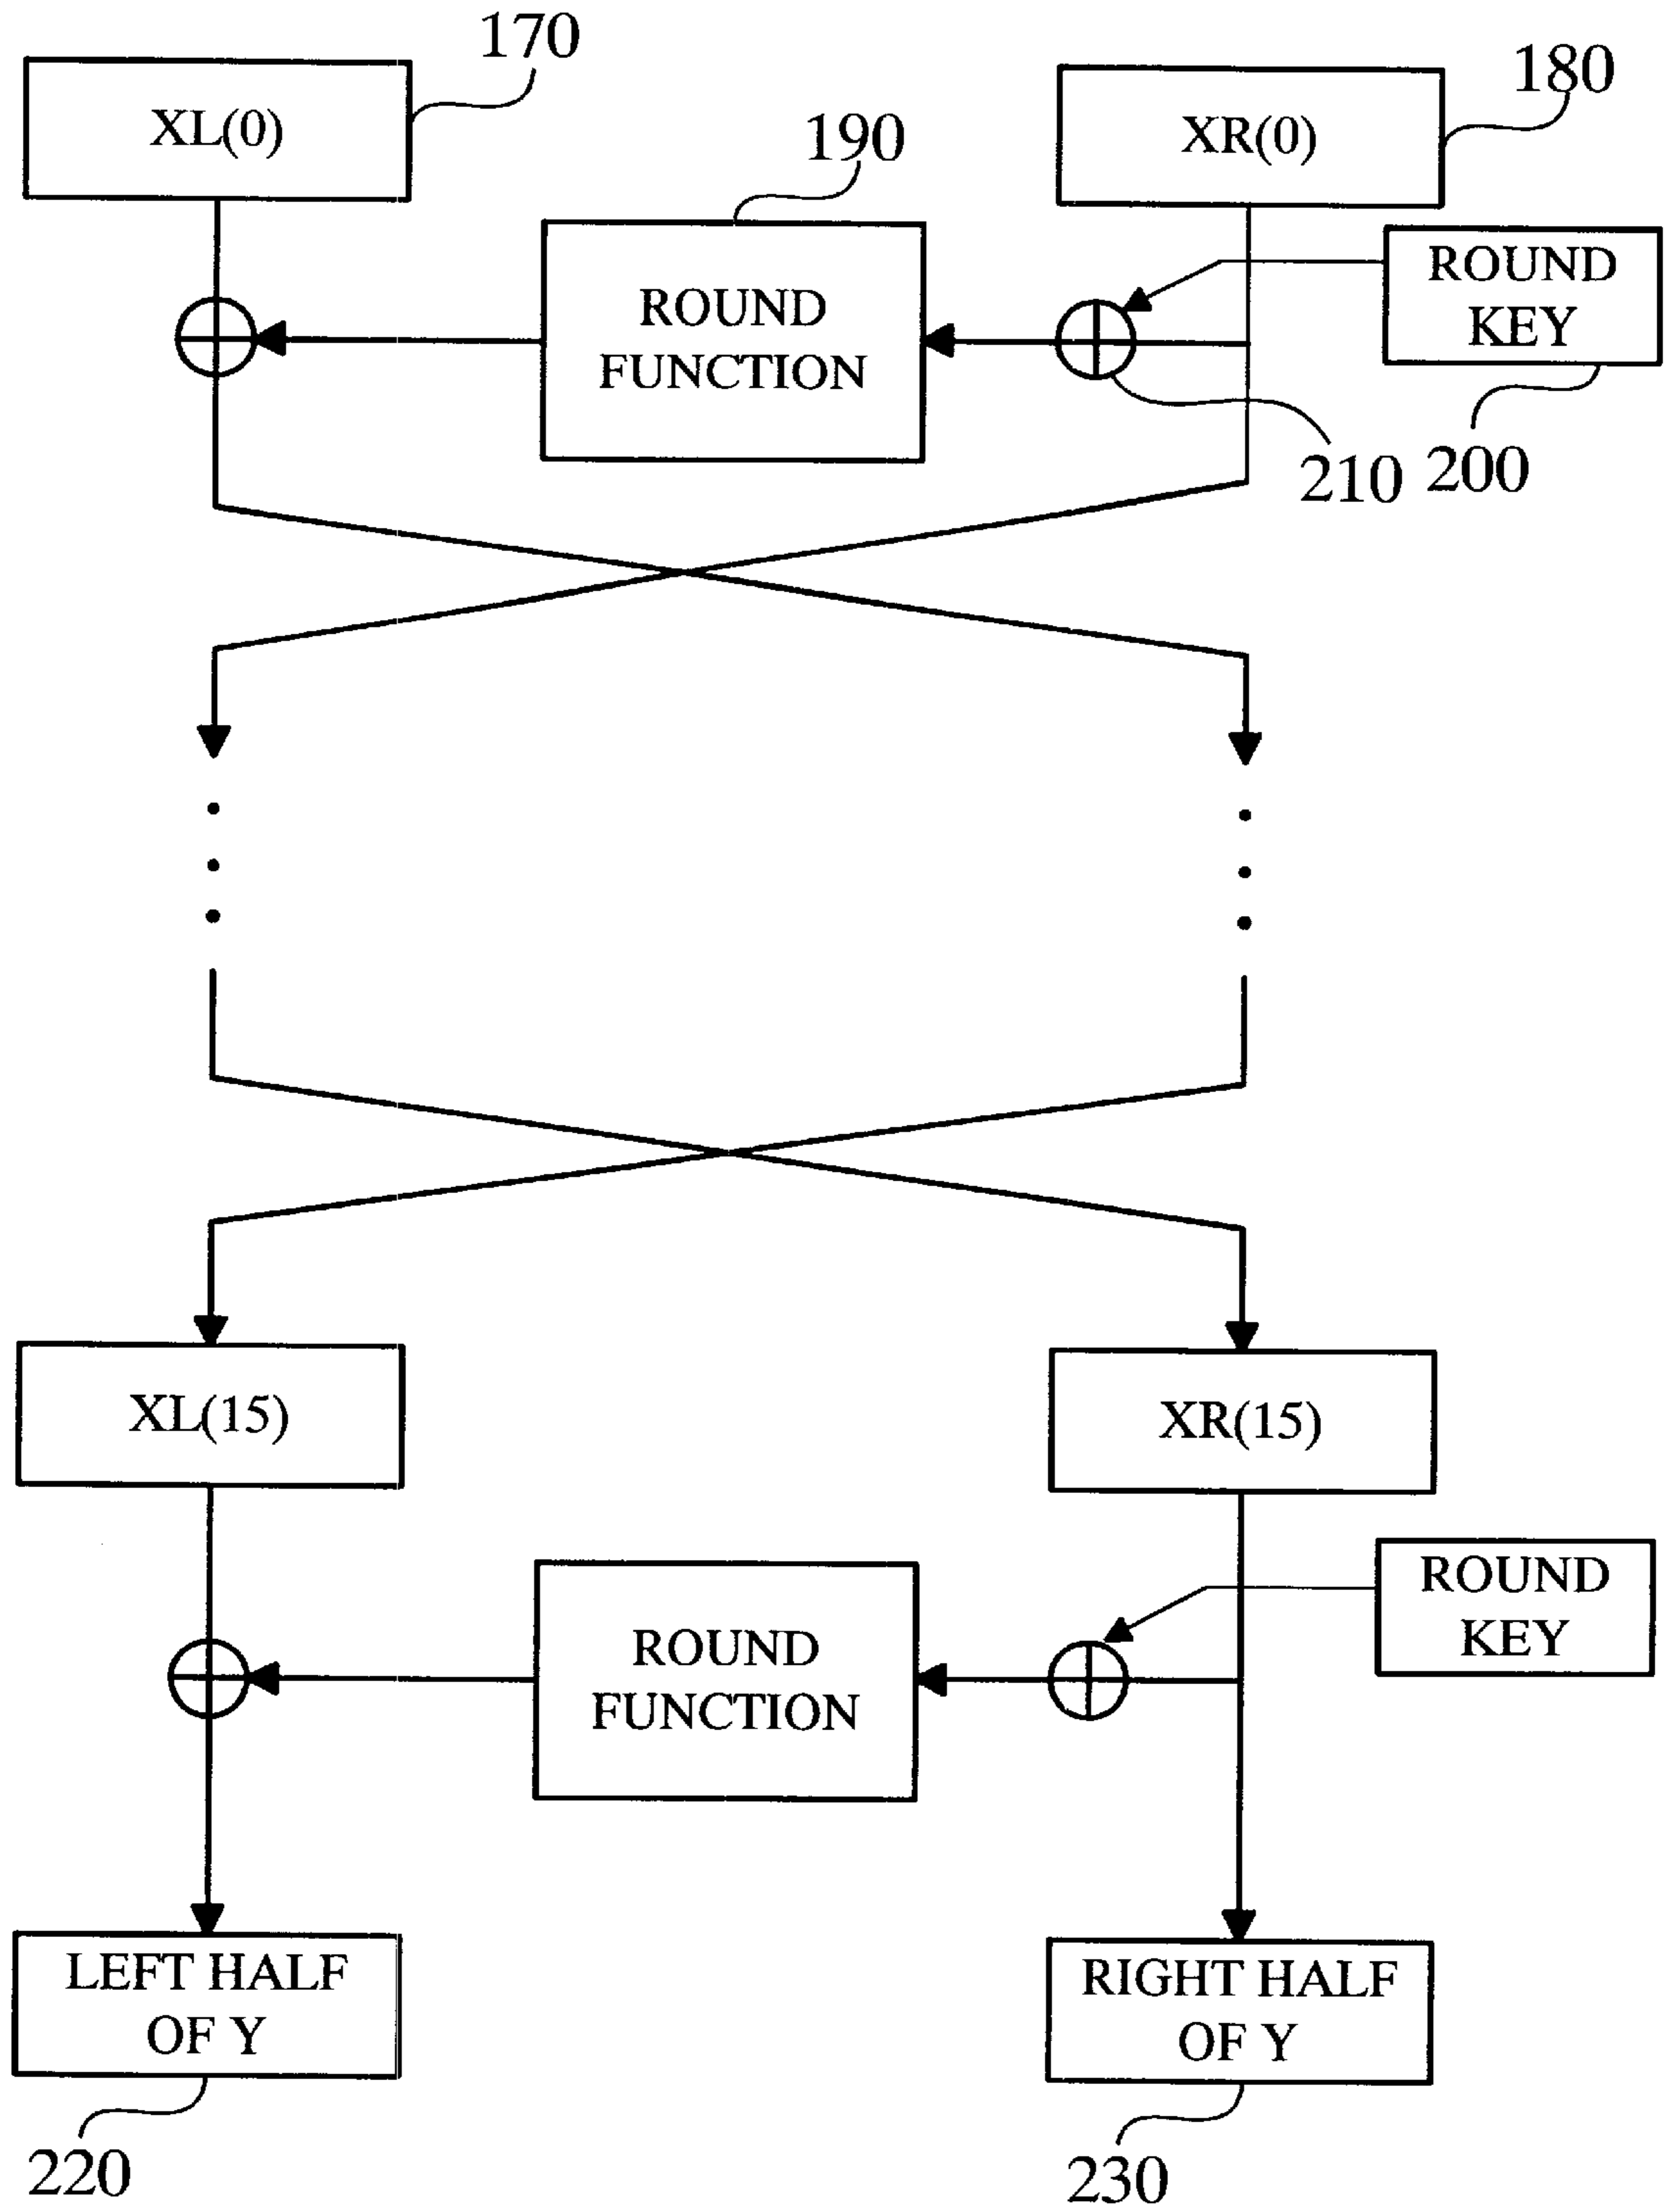 170
XL(0)
180
XR(0)
190
ROUND
FUNCTION
ROUND
KEY
210
200
XL(15)
XR(15)
ROUND
FUNCTION
ROUND
KEY
LEFT HALF
OF Y
RIGHT HALF
OF Y
220
230